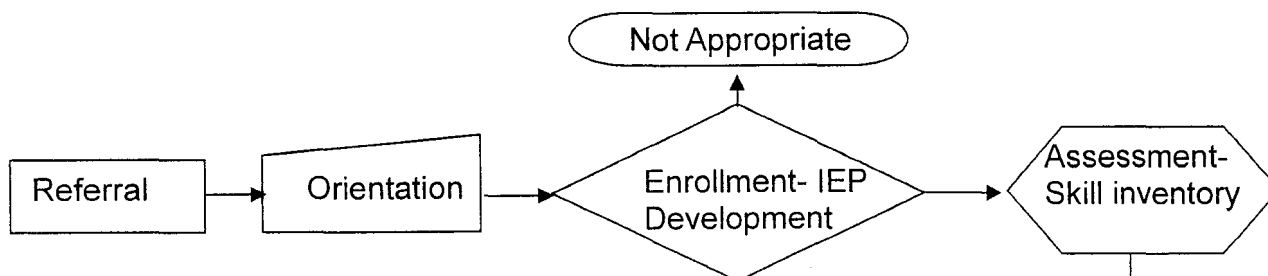 Not Appropriate
Referral
Orientation
Enrollment- IEP
Development
Assessment-
Skill inventory